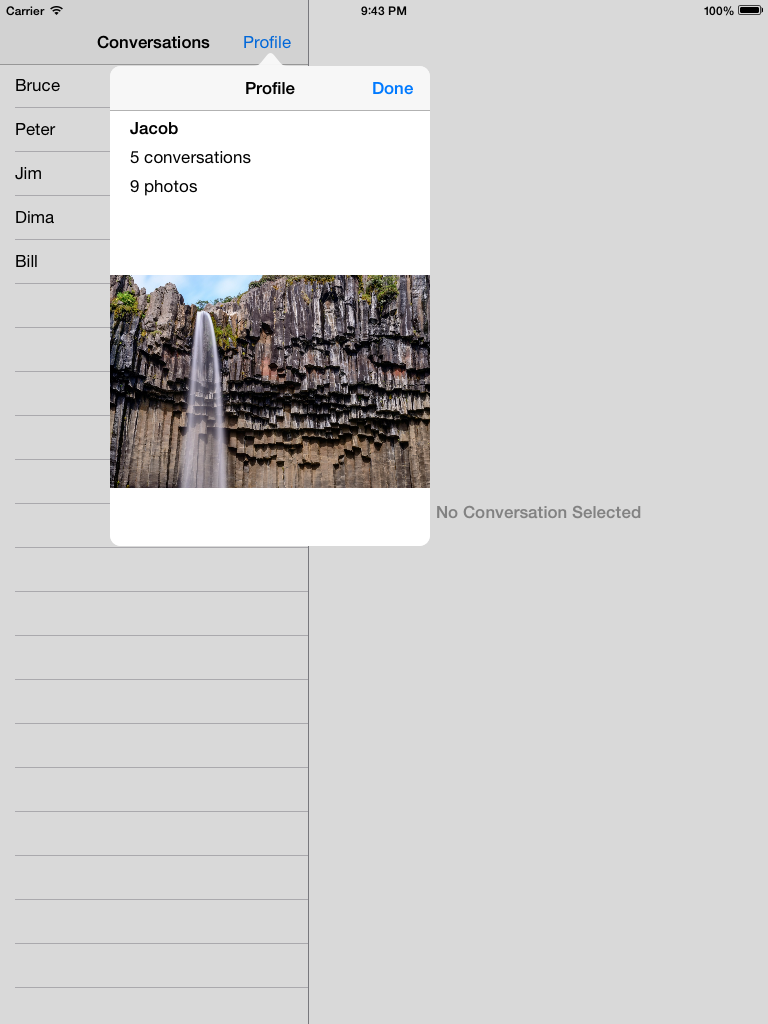 Carrier 9:43 PM 100%
Conversations Profile
Profile Done
Bruce
Peter
Jim
Dima
Bill
Jacob
5 conversations
9 photos
No Conversation Selected